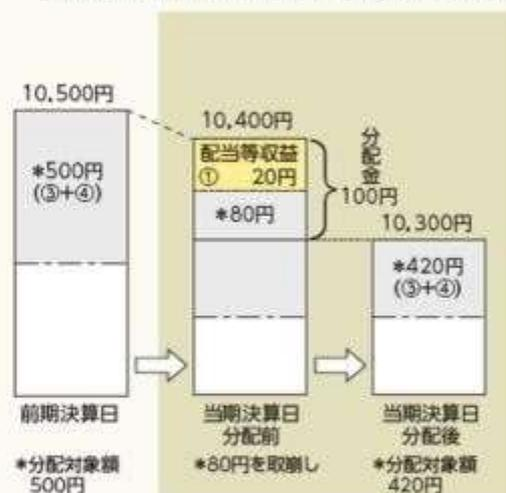 10,500円
*500円
(③+④)
前期決算日
*分配対象額
500円
10,400円
配当等収益
① 20円
*80円
分配金
100円
当期決算日
分配前
*80円を取崩し
10,300円
*420円
(③+④)
当期決算日
分配後
*分配対象額
420円